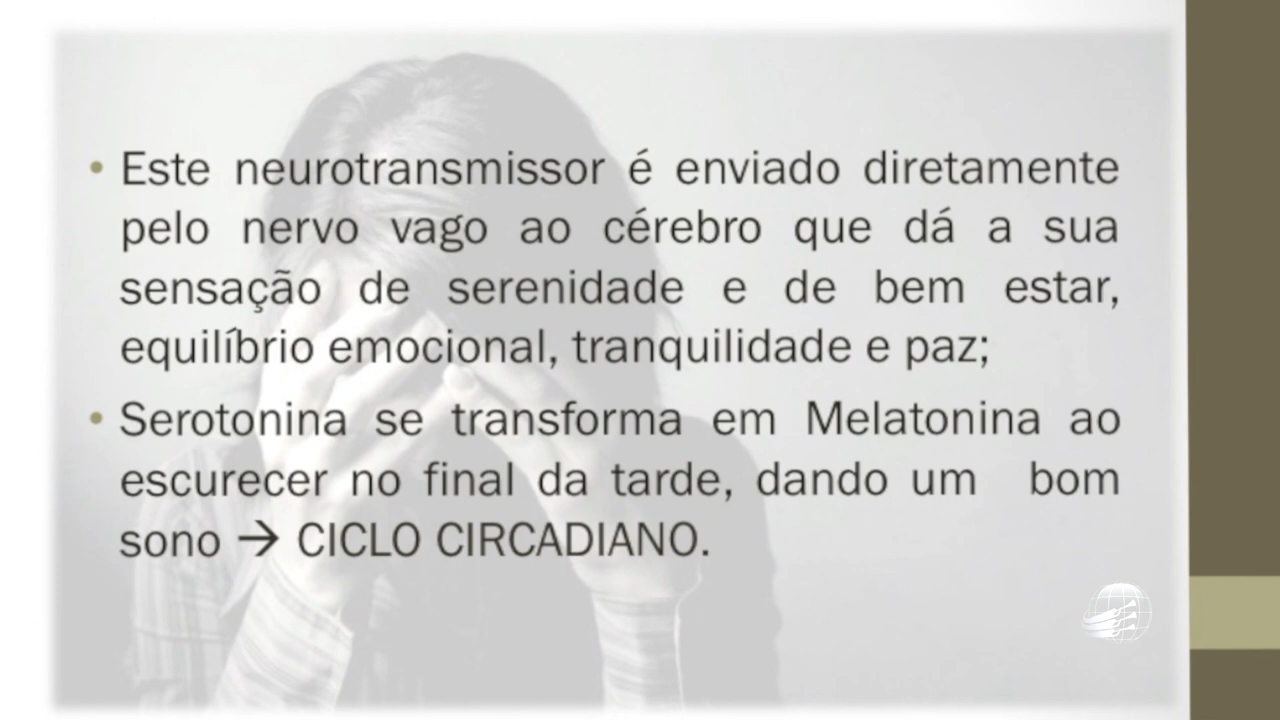 • Este neurotransmissor é enviado diretamente
pelo nervo vago ao cérebro que dá a sua
sensação de serenidade e de bem estar,
equilíbrio emocional, tranquilidade e paz;
• Serotonina se transforma em Melatonina ao
escurecer no final da tarde, dando um bom
sono → CICLO CIRCADIANO.